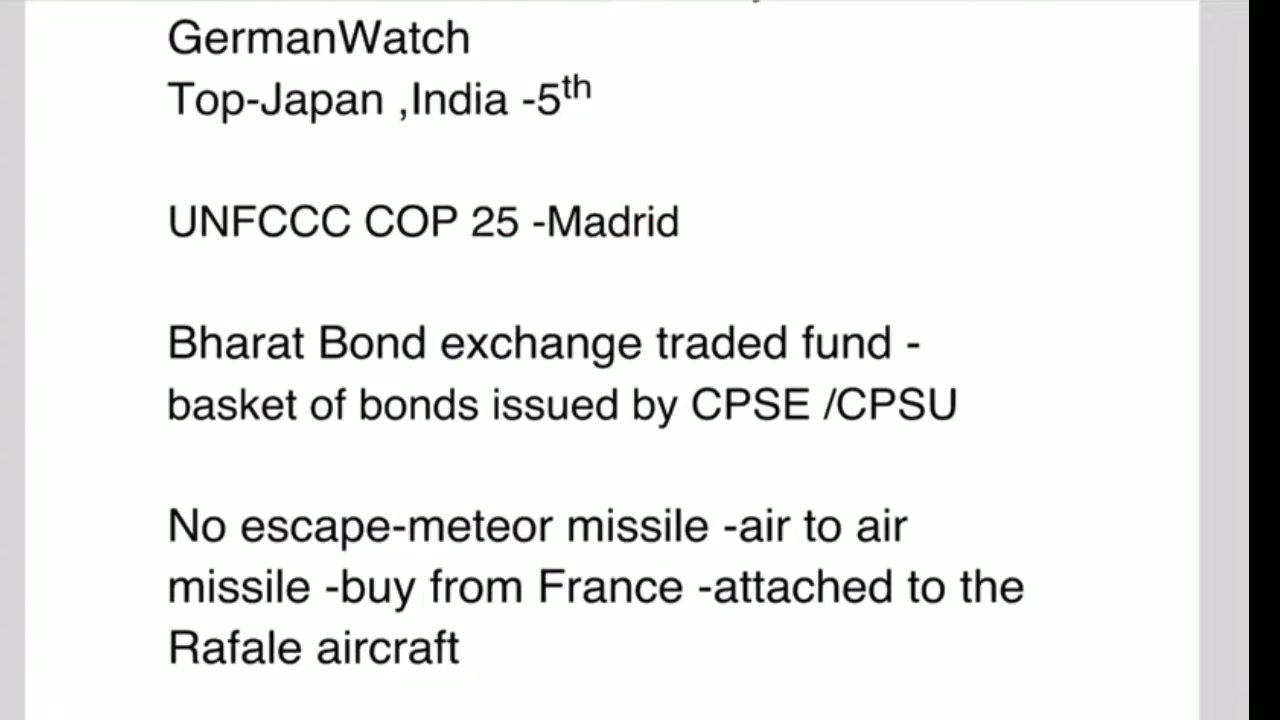 GermanWatch
Top-Japan ,India -5th
UNFCCC COP 25 -Madrid
Bharat Bond exchange traded fund -
basket of bonds issued by CPSE /CPSU
No escape-meteor missile -air to air
missile -buy from France -attached to the
Rafale aircraft